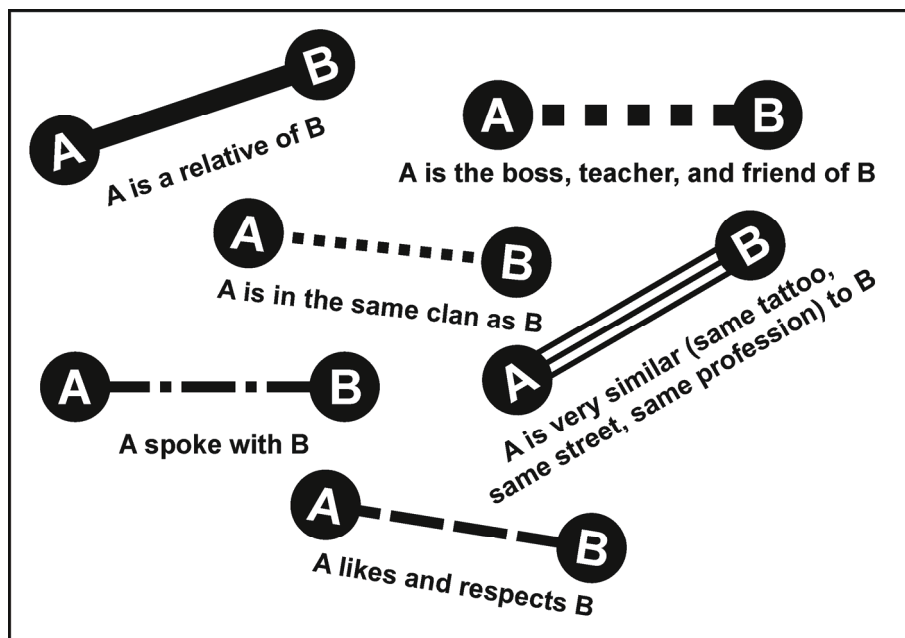 A
B
A is a relative of B
A
B
A is the boss, teacher, and friend of B
A
B
A is in the same clan as B
A
B
A is very similar (same tattoo,
same street, same profession) to B
A
B
A spoke with B
A
B
A likes and respects B